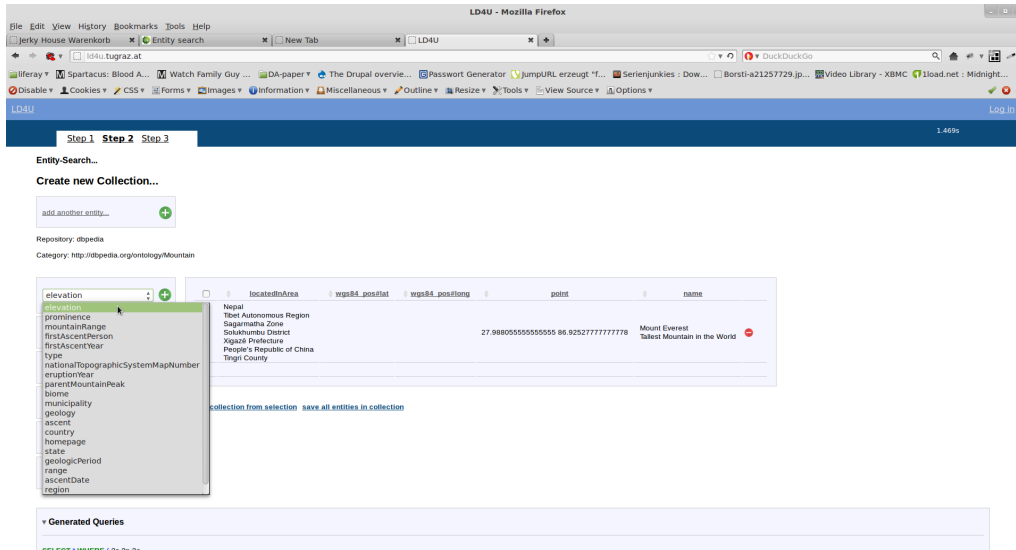 LD4U - Mozilla Firefox
File Edit View History Bookmarks Tools Help
Jerky House Warenkorb
Entity search
New Tab
LD4U
ld4u.tugraz.at
DuckDuckGo
liferay Spartacus: Blood A... Watch Family Guy ... DA-paper The Drupal overvie... Passwort Generator JumpURL erzeugt "f... Serienjunkies : Dow... Borsti-a21257729.jp... Video Library - XBMC 1load.net : Midnight...
Disable Cookies CSS Forms Images Information Miscellaneous Outline Resize Tools View Source Options
LD4U Log in
Step 1 Step 2 Step 3 1.469s
Entity-Search...
Create new Collection...
add another entity...
Repository: dbpedia
Category: http://dbpedia.org/ontology/Mountain
elevation
locatedInArea wgs84_pos#lat wgs84_pos#long point name
Nepal
Tibet Autonomous Region
Sagarmatha Zone
Solukhumbu District
Xigazê Prefecture
People's Republic of China
Tingri County
27.988055555555555 86.92527777777778
Mount Everest
Tallest Mountain in the World
elevation
prominence
mountainRange
firstAscentPerson
firstAscentYear
type
nationalTopographicSystemMapNumber
eruptionYear
parentMountainPeak
biome
municipality
geology
ascent
country
homepage
state
geologicPeriod
range
ascentDate
region
collection from selection save all entities in collection
Generated Queries